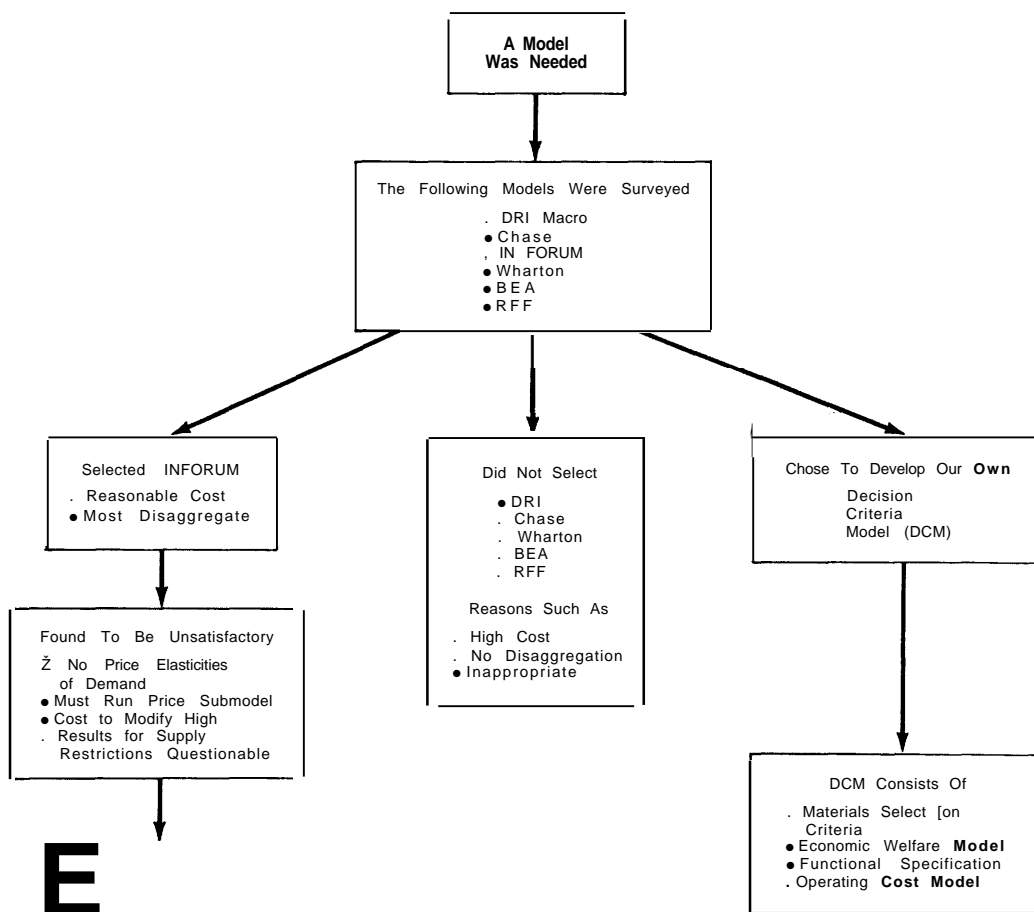 A Model
Was Needed
The Following Models Were Surveyed
. DRI Macro
● Chase
, IN FORUM
● Wharton
● BEA
● RFF
Selected INFORUM
. Reasonable Cost
● Most Disaggregate
Did Not Select
● DRI
. Chase
. Wharton
. BEA
. RFF
Reasons Such As
. High Cost
. No Disaggregation
● Inappropriate
Chose To Develop Our Own
Decision
Criteria
Model (DCM)
Found To Be Unsatisfactory
Ž No Price Elasticities
of Demand
● Must Run Price Submodel
● Cost to Modify High
. Results for Supply
Restrictions Questionable
DCM Consists Of
. Materials Select [on
Criteria
● Economic Welfare Model
● Functional Specification
. Operating Cost Model
E